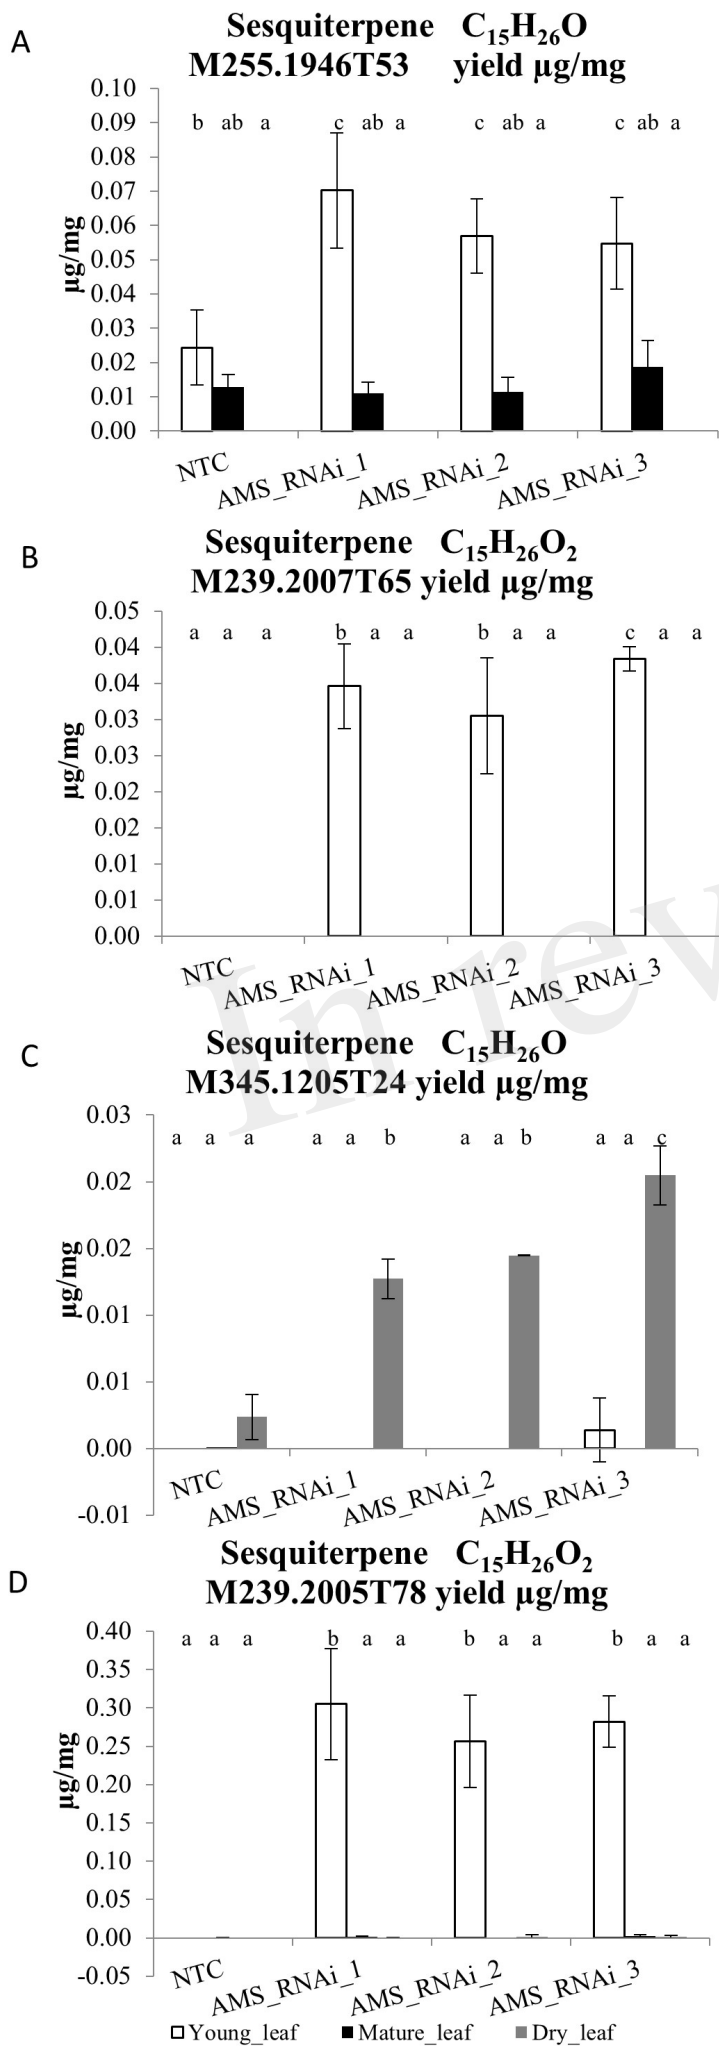 A
Sesquiterpene C15H26O
M255.1946T53 yield µg/mg
0.10
0.09
0.08
0.07
0.06
0.05
0.04
0.03
0.02
0.01
0.00
µg/mg
b ab a c ab a c ab a c ab a
NTC AMS_RNAi_1 AMS_RNAi_2 AMS_RNAi_3
B
Sesquiterpene C15H26O2
M239.2007T65 yield µg/mg
0.05
0.04
0.04
0.03
0.03
0.02
0.02
0.01
0.01
0.00
µg/mg
a a a b a a b a a c a a
NTC AMS_RNAi_1 AMS_RNAi_2 AMS_RNAi_3
In rev
C
Sesquiterpene C15H26O
M345.1205T24 yield µg/mg
0.03
0.02
0.02
0.01
0.01
0.00
-0.01
µg/mg
a a a a a b a a b a a c
NTC AMS_RNAi_1 AMS_RNAi_2 AMS_RNAi_3
D
Sesquiterpene C15H26O2
M239.2005T78 yield µg/mg
0.40
0.35
0.30
0.25
0.20
0.15
0.10
0.05
0.00
-0.05
µg/mg
a a a b a a b a a b a a
NTC AMS_RNAi_1 AMS_RNAi_2 AMS_RNAi_3
Young_leaf Mature_leaf Dry_leaf